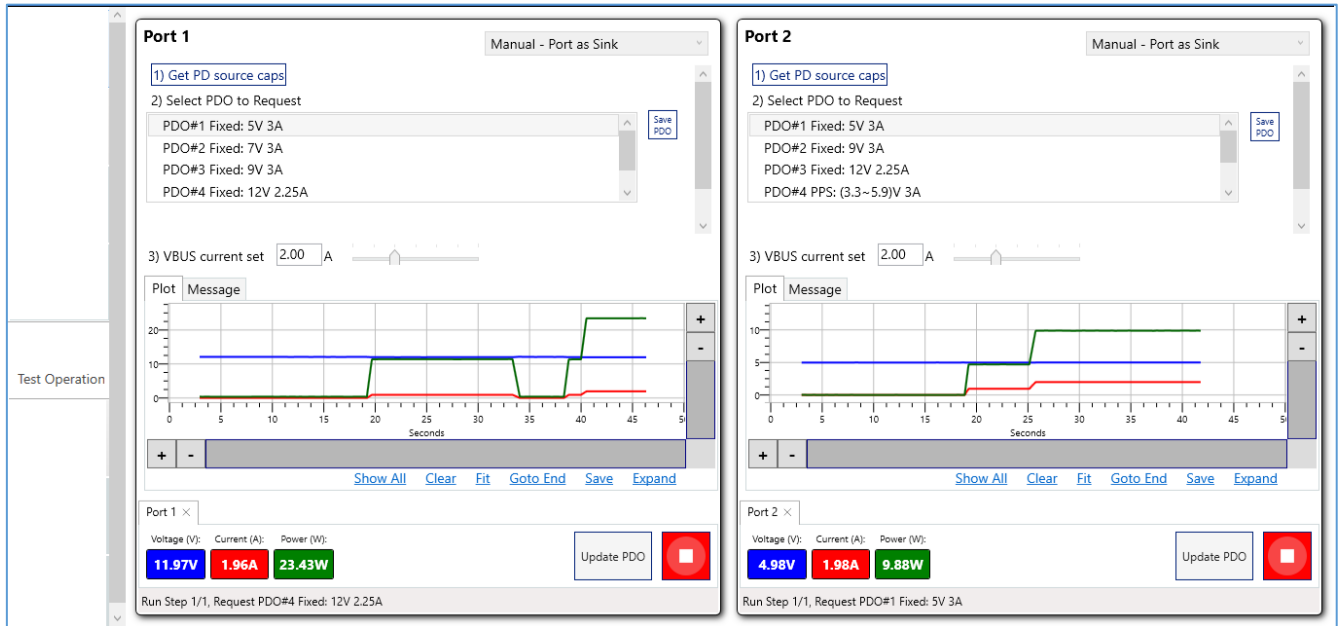 Test Operation
Port 1
Manual - Port as Sink
1) Get PD source caps
2) Select PDO to Request
PDO#1 Fixed: 5V 3A
PDO#2 Fixed: 7V 3A
PDO#3 Fixed: 9V 3A
PDO#4 Fixed: 12V 2.25A
Save
PDO
3) VBUS current set 2.00 A
Plot Message
20
10
0
0 5 10 15 20 25 30 35 40 45
Seconds
+
-
+ -
Show All Clear Fit Goto End Save Expand
Port 1 ×
Voltage (V): Current (A): Power (W):
11.97V 1.96A 23.43W
Update PDO
Run Step 1/1, Request PDO#4 Fixed: 12V 2.25A
Port 2
Manual - Port as Sink
1) Get PD source caps
2) Select PDO to Request
PDO#1 Fixed: 5V 3A
PDO#2 Fixed: 9V 3A
PDO#3 Fixed: 12V 2.25A
PDO#4 PPS: (3.3~5.9)V 3A
Save
PDO
3) VBUS current set 2.00 A
Plot Message
10
5
0
0 5 10 15 20 25 30 35 40 45
Seconds
+
-
+ -
Show All Clear Fit Goto End Save Expand
Port 2 ×
Voltage (V): Current (A): Power (W):
4.98V 1.98A 9.88W
Update PDO
Run Step 1/1, Request PDO#1 Fixed: 5V 3A